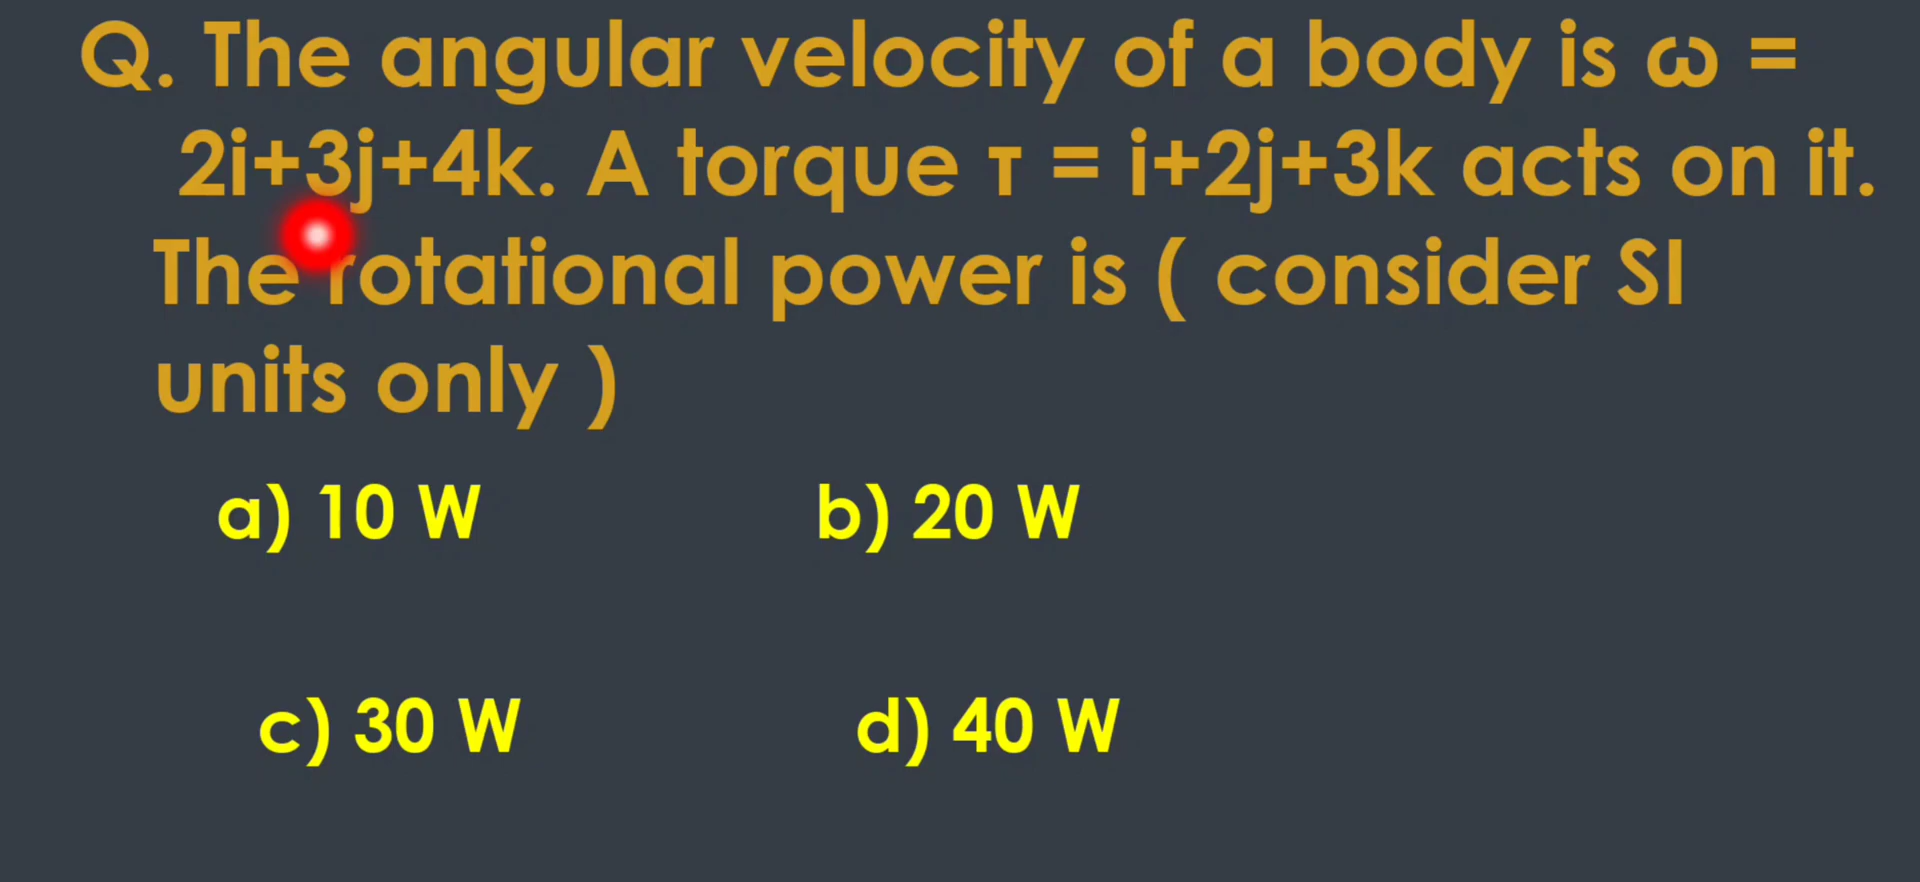 Q. The angular velocity of a body is ω =
2i+3j+4k. A torque τ = i+2j+3k acts on it.
The rotational power is ( consider SI
units only )
a) 10 W b) 20 W
c) 30 W d) 40 W